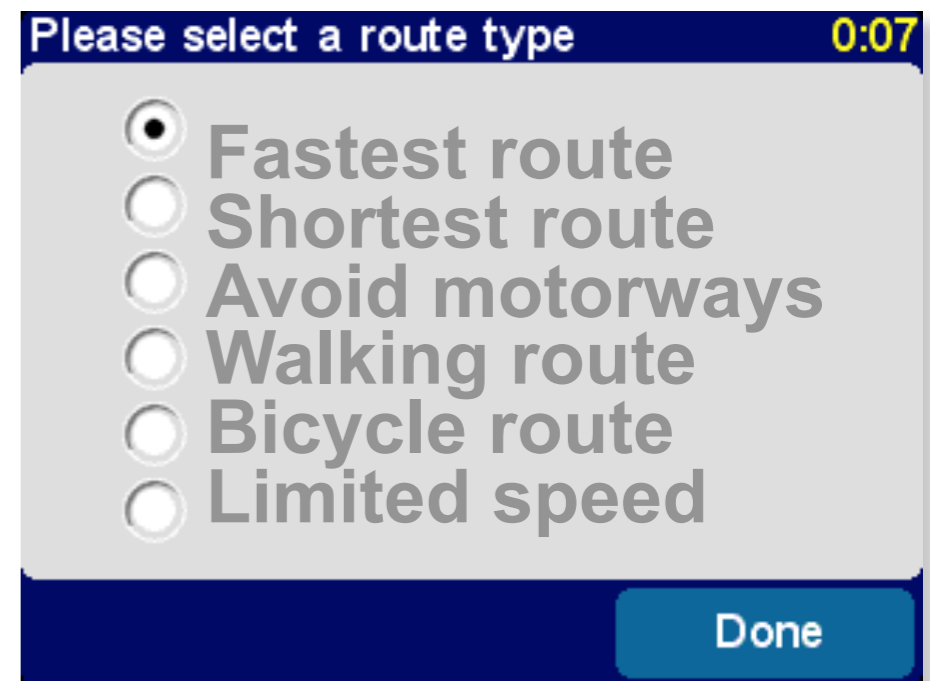 Please select a route type 0:07
Fastest route
Shortest route
Avoid motorways
Walking route
Bicycle route
Limited speed
Done